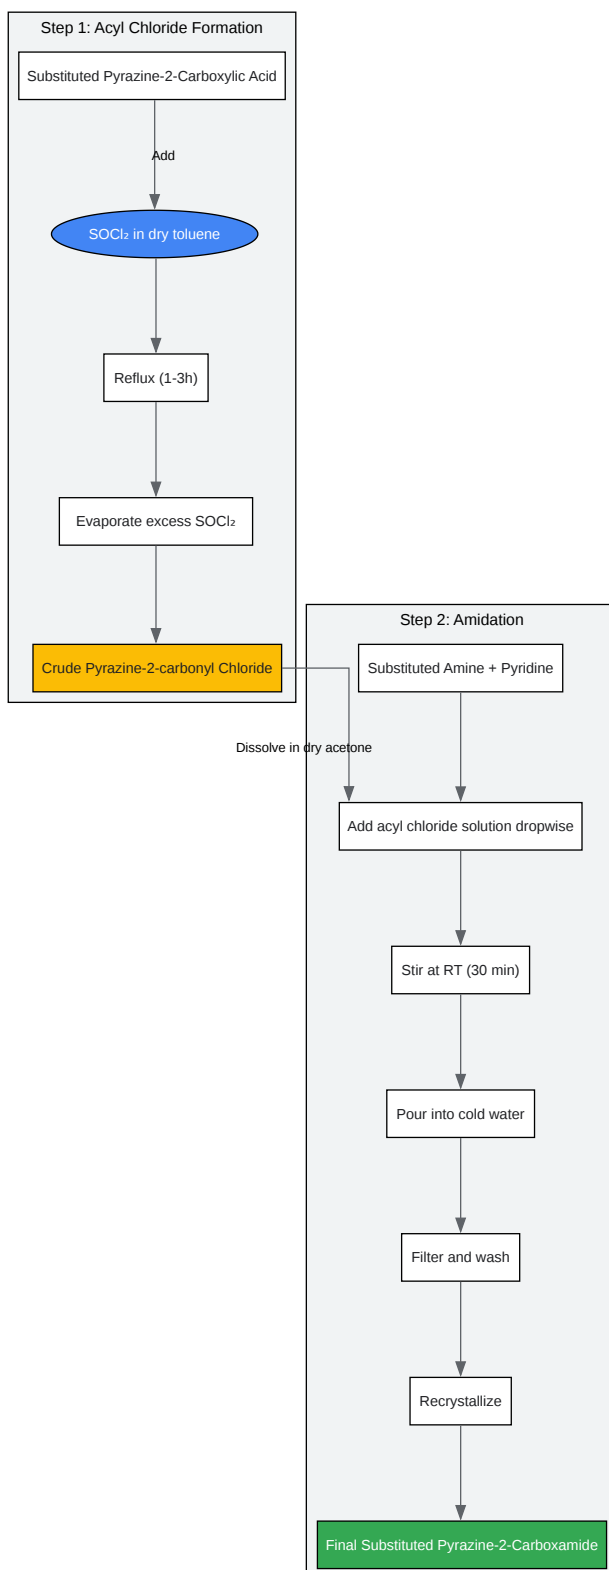 Step 1: Acyl Chloride Formation
Substituted Pyrazine-2-Carboxylic Acid
Add
SOCl₂ in dry toluene
Reflux (1-3h)
Evaporate excess SOCl₂
Crude Pyrazine-2-carbonyl Chloride
Step 2: Amidation
Substituted Amine + Pyridine
Dissolve in dry acetone
Add acyl chloride solution dropwise
Stir at RT (30 min)
Pour into cold water
Filter and wash
Recrystallize
Final Substituted Pyrazine-2-Carboxamide